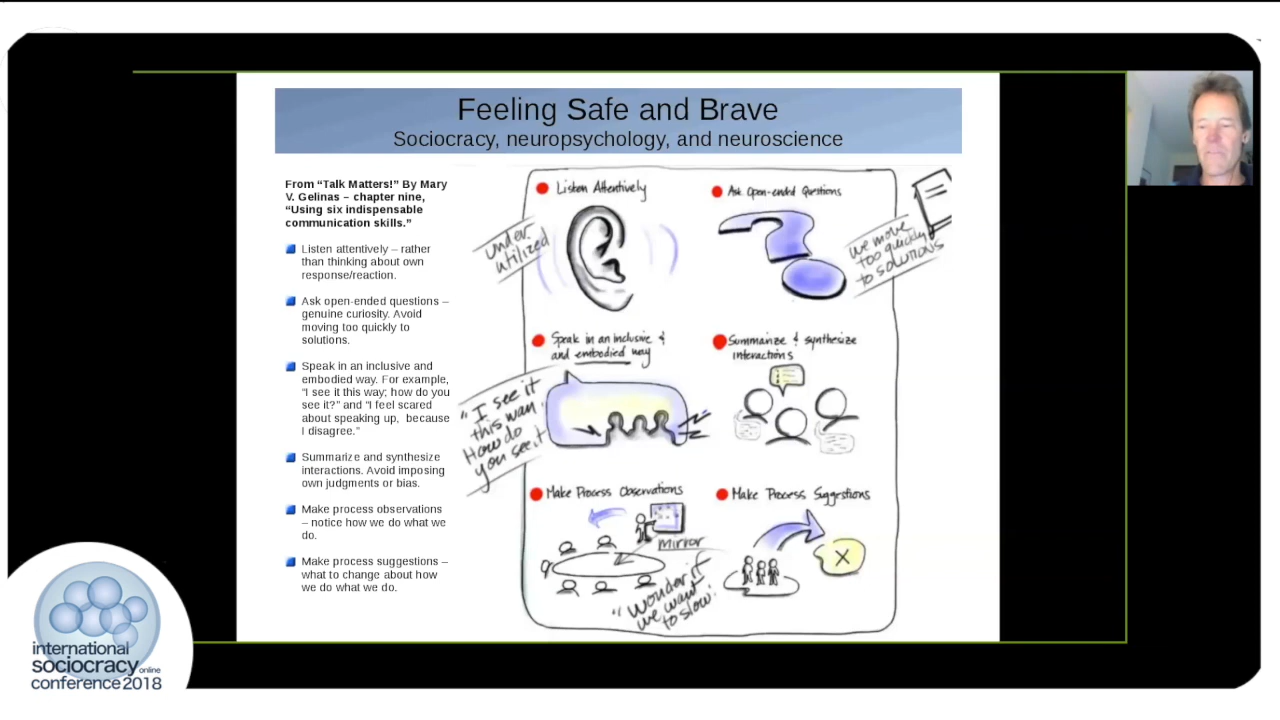 Feeling Safe and Brave
Sociocracy, neuropsychology, and neuroscience
From “Talk Matters!” By Mary
V. Gelinas – chapter nine,
“Using six indispensable
communication skills.”
Listen attentively – rather
than thinking about own
response/reaction.
Ask open-ended questions –
genuine curiosity. Avoid
moving too quickly to
solutions.
Speak in an inclusive and
embodied way. For example,
“I see it this way; how do you
see it?” and “I feel scared
about speaking up,  because
I disagree.”
Summarize and synthesize
interactions. Avoid imposing
own judgments or bias.
Make process observations
– notice how we do what we
do.
Make process suggestions –
what to change about how
we do what we do.
Listen Attentively
under
utilized
Ask Open-ended Questions
we move
too quickly
to solutions
Speak in an inclusive &
and embodied way
"I see it
this way.
How do
you see it
Summarize & synthesize
interactions
Make Process Observations
Mirror
"Wonder if
we want
to slow.
Make Process Suggestions
X
international
sociocracy online
conference 2018